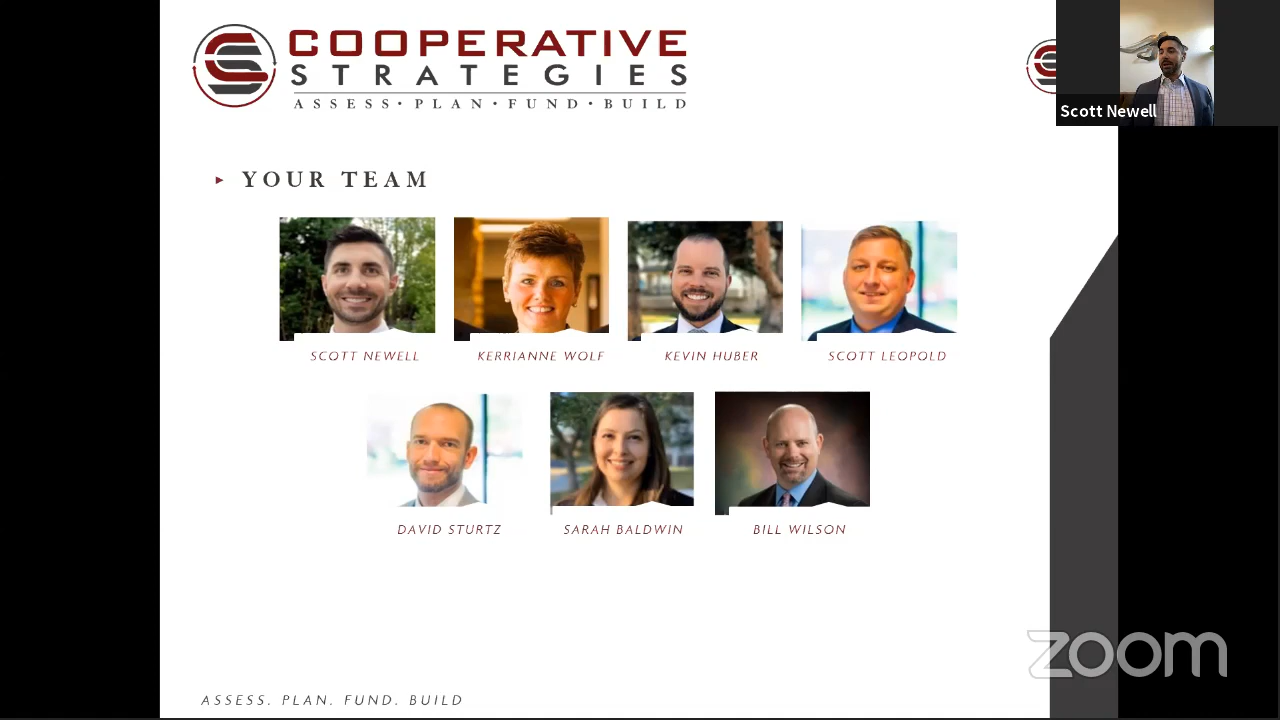 COOPERATIVE
STRATEGIES
ASSESS · PLAN · FUND · BUILD
Scott Newell
YOUR TEAM
SCOTT NEWELL
KERRIANNE WOLF
KEVIN HUBER
SCOTT LEOPOLD
DAVID STURTZ
SARAH BALDWIN
BILL WILSON
zoom
ASSESS. PLAN. FUND. BUILD